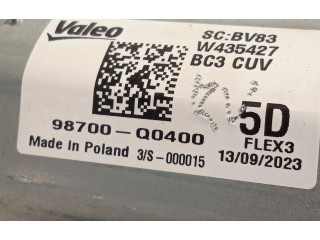 Valeo
SC:BV83
W435427
BC3 CUV
5D
FLEX3
98700-Q0400
Made in Poland 3/S-000015
13/09/2023